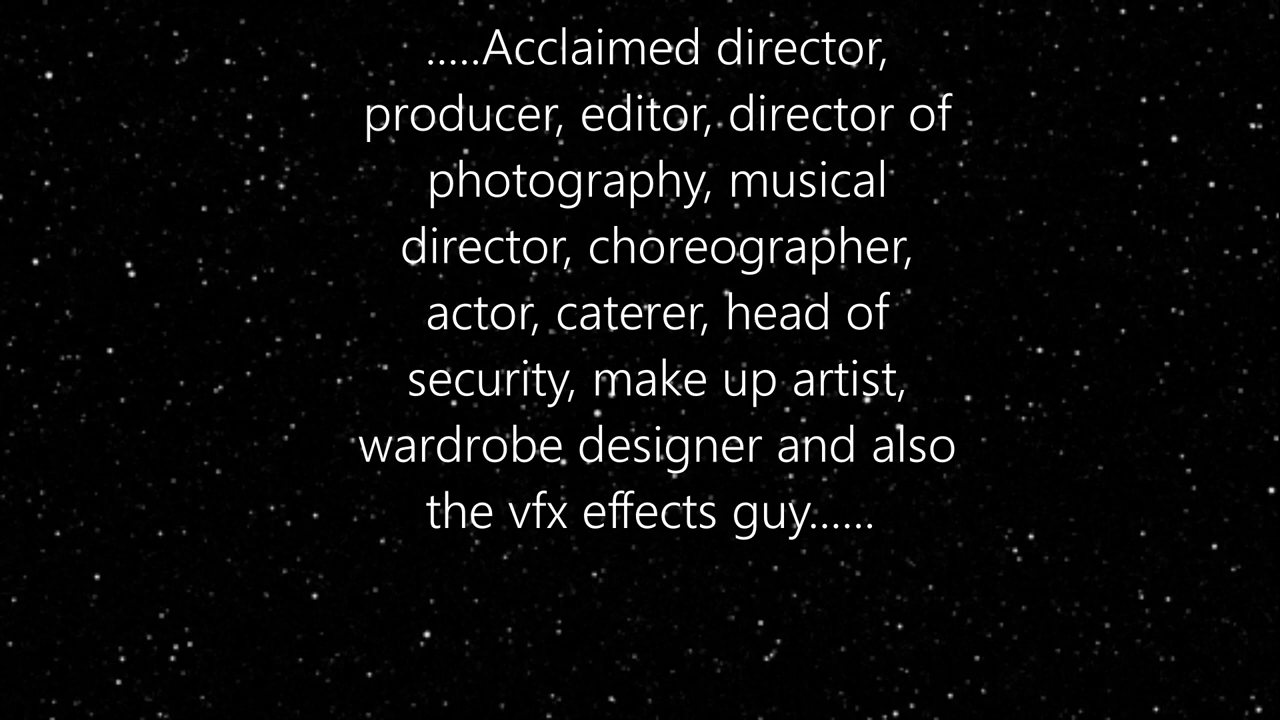 .....Acclaimed director,
producer, editor, director of
photography, musical
director, choreographer,
actor, caterer, head of
security, make up artist,
wardrobe designer and also
the vfx effects guy......